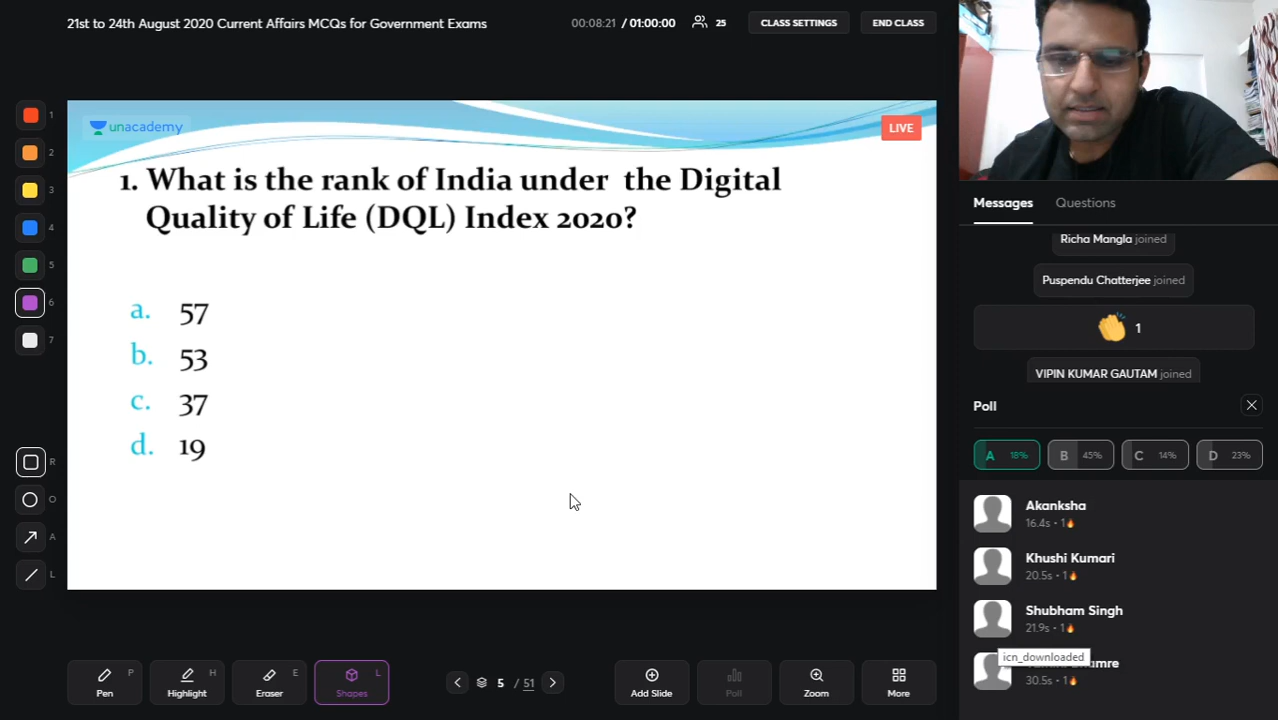 21st to 24th August 2020 Current Affairs MCQs for Government Exams
00:08:21 / 01:00:00
25
CLASS SETTINGS
END CLASS
1
2
3
4
5
6
7
R
O
A
L
unacademy
LIVE
1. What is the rank of India under the Digital
Quality of Life (DQL) Index 2020?
a. 57
b. 53
c. 37
d. 19
Messages
Questions
Richa Mangla joined
Puspendu Chatterjee joined
1
VIPIN KUMAR GAUTAM joined
Poll
A 18%
B 45%
C 14%
D 23%
Akanksha
16.4s • 1
Khushi Kumari
20.5s • 1
Shubham Singh
21.9s • 1
icn_downloaded
30.5s • 1
P
Pen
H
Highlight
E
Eraser
L
Shapes
5 / 51
Add Slide
Poll
Zoom
More